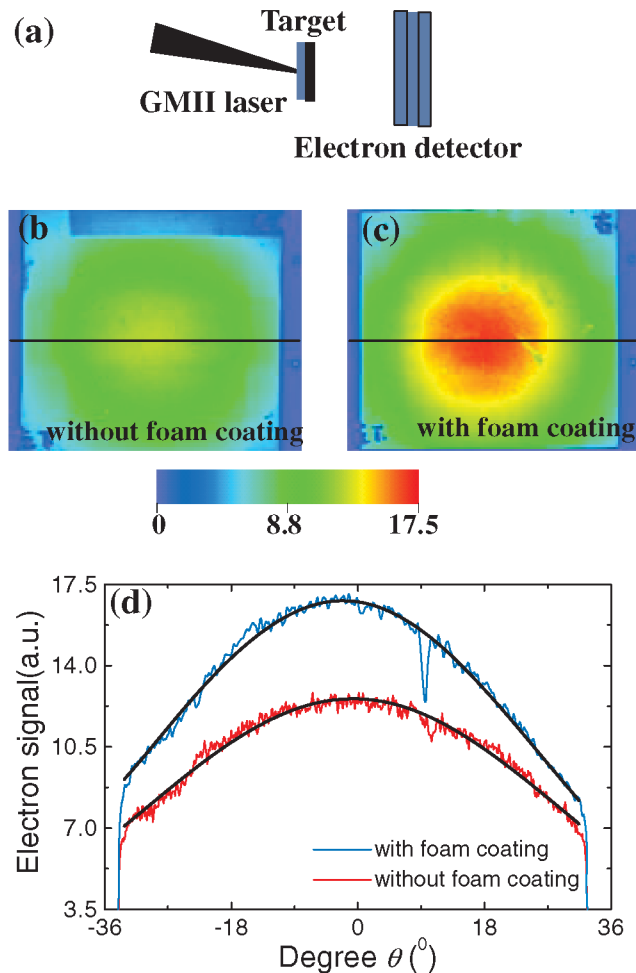 (a)
Target
GMII laser
Electron detector
(b)
(c)
without foam coating
with foam coating
0
8.8
17.5
(d)
17.5
14.0
10.5
7.0
3.5
Electron signal(a.u.)
with foam coating
without foam coating
-36
-18
0
18
36
Degree θ (⁰)